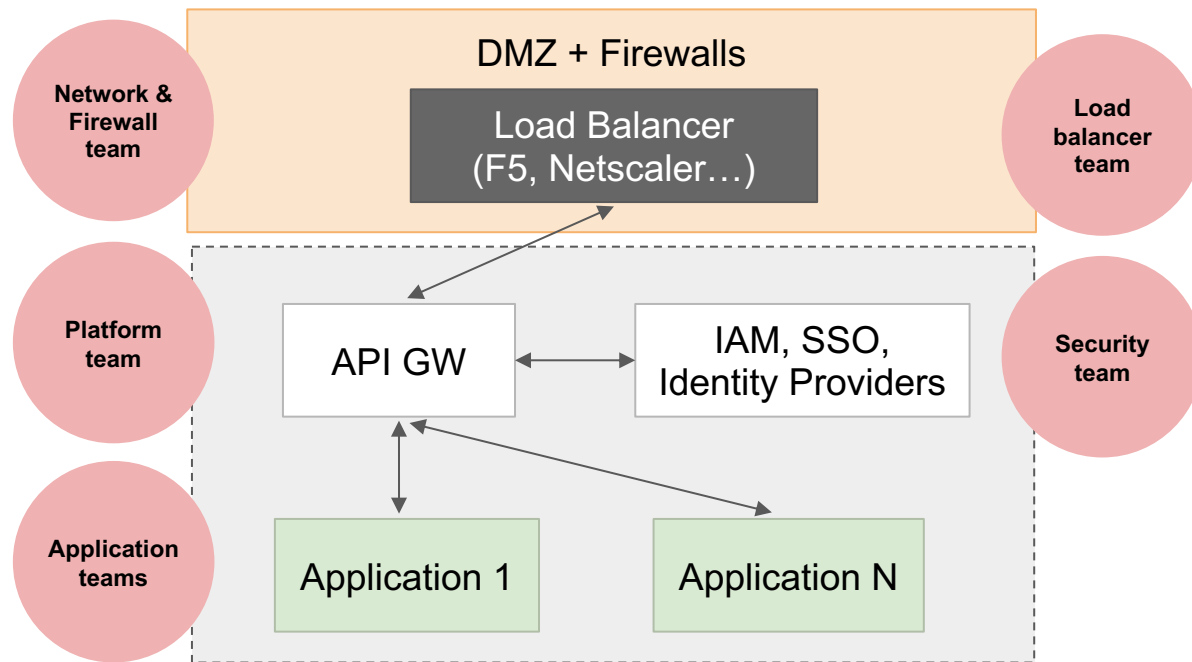 DMZ + Firewalls
Network &
Firewall
team
Load Balancer
(F5, Netscaler…)
Load
balancer
team
Platform
team
API GW
IAM, SSO,
Identity Providers
Security
team
Application
teams
Application 1
Application N